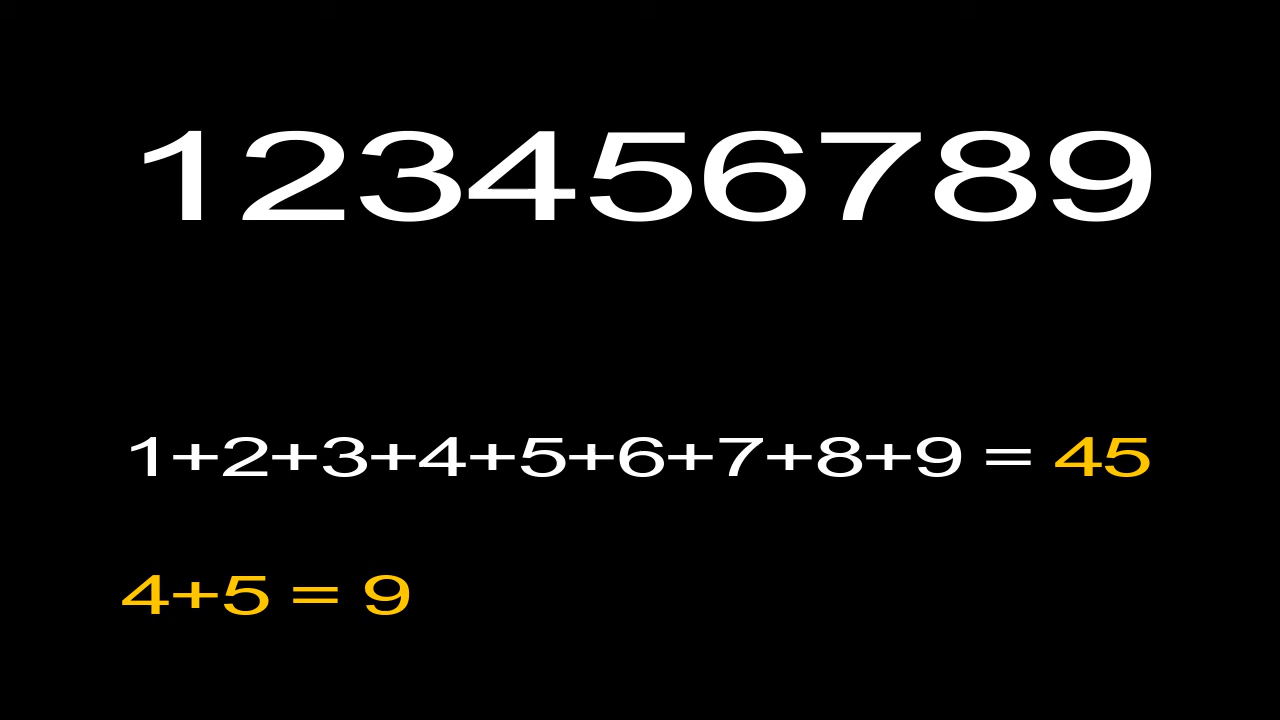 123456789
1+2+3+4+5+6+7+8+9 = 45
4+5 = 9